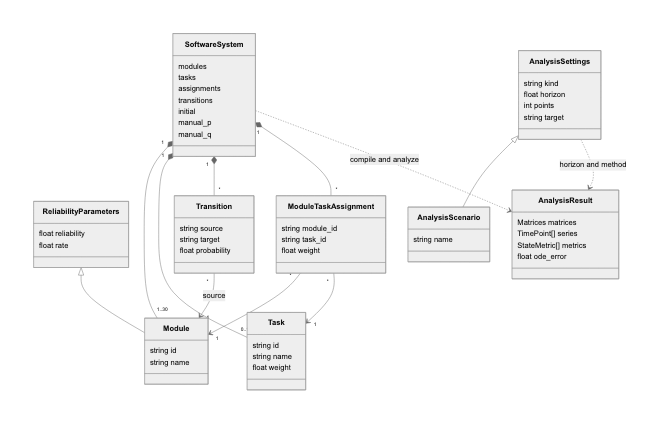 SoftwareSystem
modules
tasks
assignments
transitions
initial
manual_p
manual_q
AnalysisSettings
string kind
float horizon
int points
string target
1
1
1
1
compile and analyze
horizon and method
*
*
ReliabilityParameters
float reliability
float rate
Transition
string source
string target
float probability
ModuleTaskAssignment
string module_id
string task_id
float weight
AnalysisScenario
string name
AnalysisResult
Matrices matrices
TimePoint[] series
StateMetric[] metrics
float ode_error
*
*
*
source
1..30
1
1
0..
Module
string id
string name
Task
string id
string name
float weight